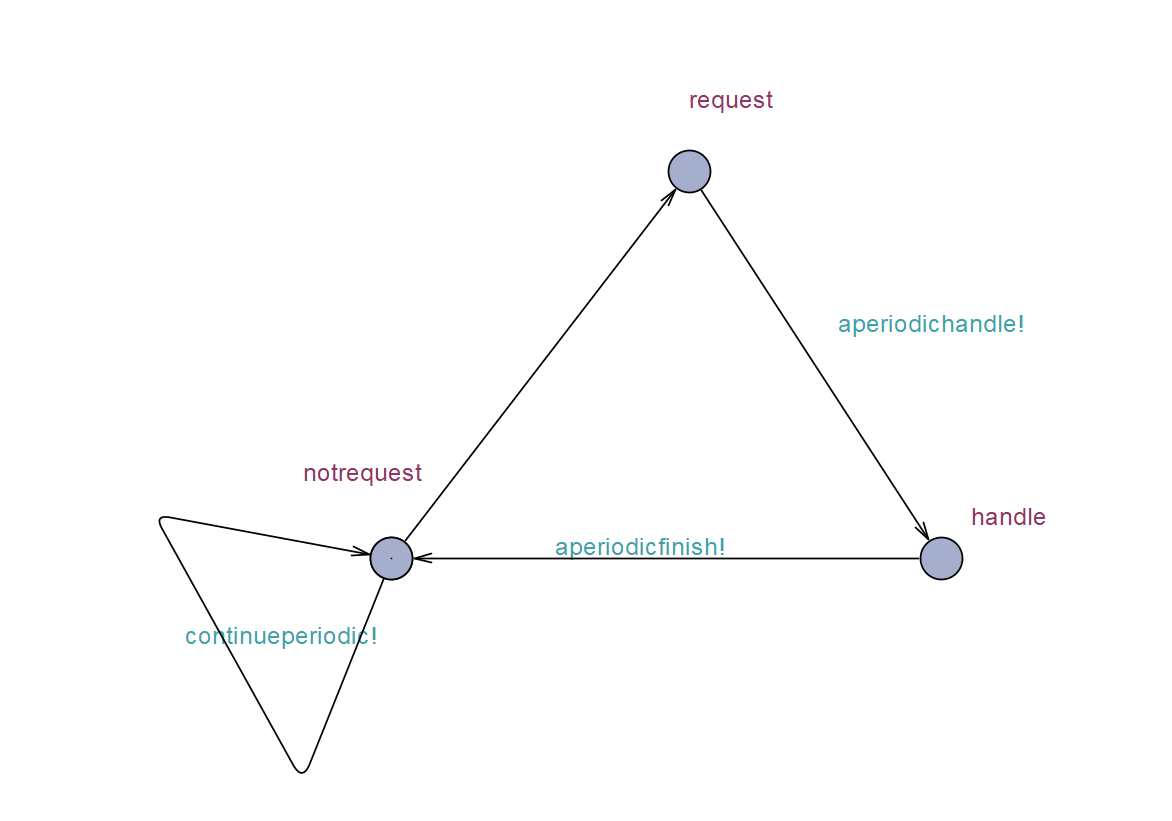 request
aperiodichandle!
notrequest
handle
aperiodicfinish!
continueperiodic!